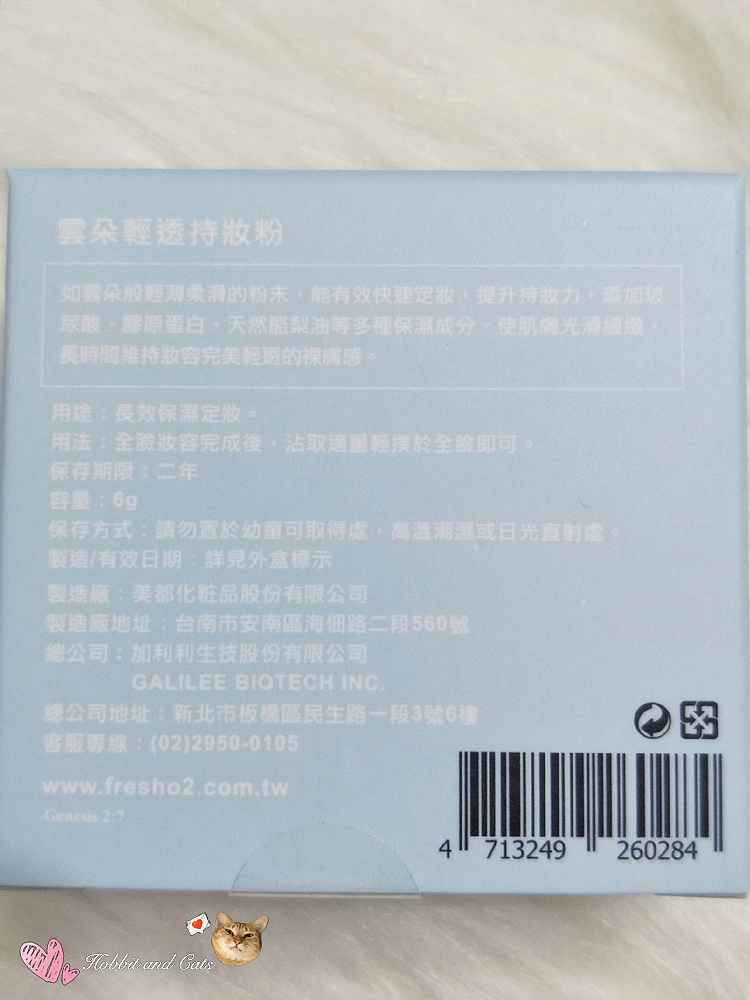 雲朵輕透持妝粉
如雲朵般輕薄柔滑的粉末，能有效快速定妝，提升持妝力，添加玻
尿酸、膠原蛋白、天然酪梨油等多種保濕成分，使肌膚光滑細緻，
長時間維持妝容完美輕透的裸膚感。
用途：長效保濕定妝。
用法：全臉妝容完成後，沾取適量輕撲於全臉即可。
保存期限：二年
容量：6g
保存方式：請勿置於幼童可取得處，高溫潮濕或日光直射處。
製造/有效日期：詳見外盒標示
製造廠：美都化粧品股份有限公司
製造廠地址：台南市安南區海佃路二段560號
總公司：加利利生技股份有限公司
GALILEE BIOTECH INC.
總公司地址：新北市板橋區民生路一段3號6樓
客服專線：(02)2950-0105
www.fresho2.com.tw
Genesis 2:7
4 713249 260284
Hobbit and Cats